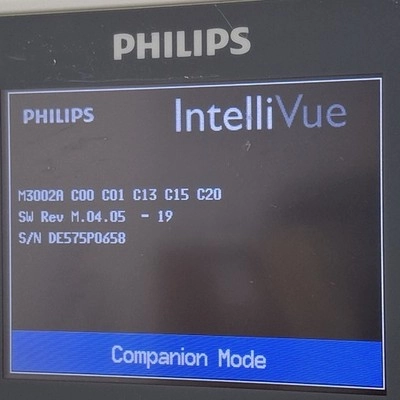 PHILIPS
PHILIPS IntelliVue
M3002A C00 C01 C13 C15 C20
SW Rev M.04.05 - 19
S/N DE575P0658
Companion Mode